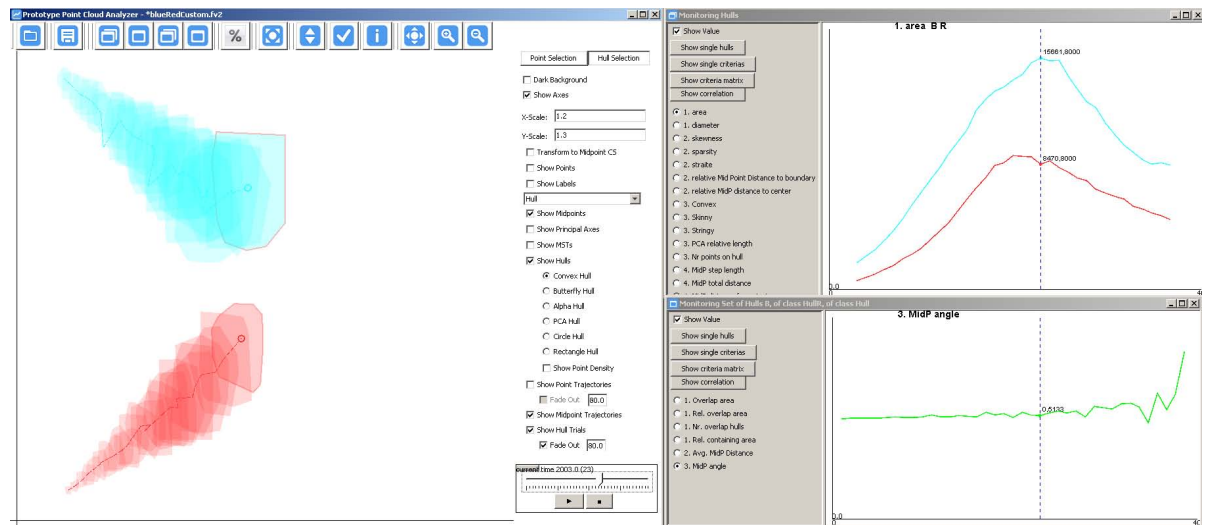 Prototype Point Cloud Analyzer - *blueRedCustom.fv2
%
Point Selection
Hull Selection
Dark Background
Show Axes
X-Scale: 1.2
Y-Scale: 1.3
Transform to Midpoint CS
Show Points
Show Labels
Hull
Show Midpoints
Show Principal Axes
Show MSTs
Show Hulls
Convex Hull
Butterfly Hull
Alpha Hull
PCA Hull
Circle Hull
Rectangle Hull
Show Point Density
Show Point Trajectories
Fade Out 80.0
Show Midpoint Trajectories
Show Hull Trials
Fade Out 80.0
current time 2003.0 (23)
Monitoring Hulls
Show Value
Show single hulls
Show single criterias
Show criteria matrix
Show correlation
1. area
1. diameter
2. skewness
2. sparsity
2. straite
2. relative Mid Point Distance to boundary
2. relative MidP distance to center
3. Convex
3. Skinny
3. Stringy
3. PCA relative length
3. Nr points on hull
4. MidP step length
4. MidP total distance
1. area B R
15661,8000
8470,8000
0.0
40
Monitoring Set of Hulls B, of class HullR, of class Hull
Show Value
Show single hulls
Show single criterias
Show criteria matrix
Show correlation
1. Overlap area
1. Rel. overlap area
1. Nr. overlap hulls
1. Rel. containing area
2. Avg. MidP Distance
3. MidP angle
3. MidP angle
0,5133
0.0
40